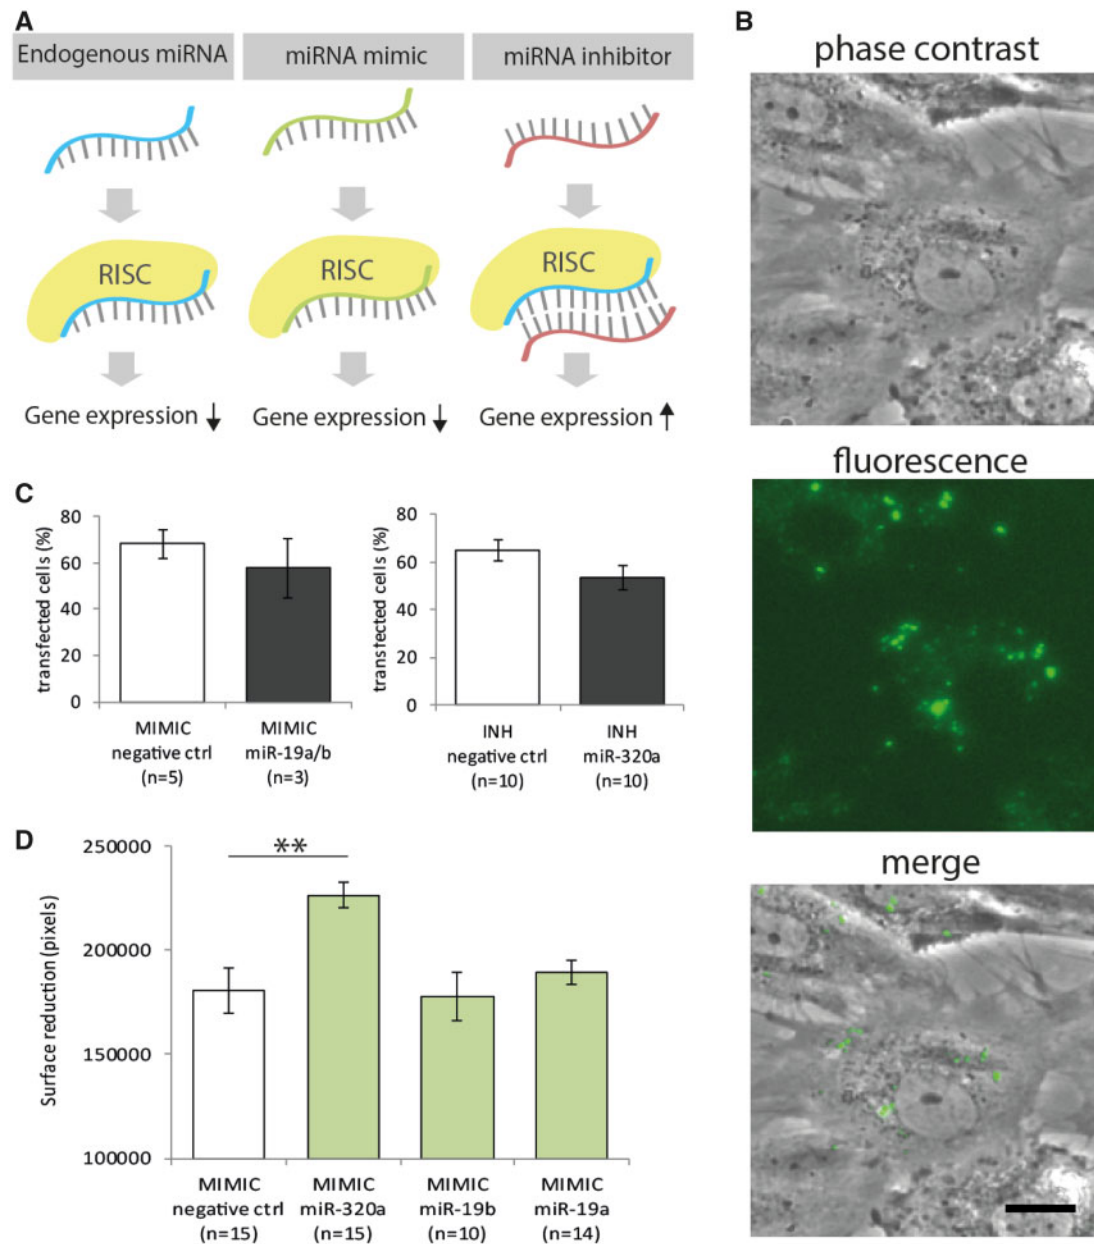 A
Endogenous miRNA
miRNA mimic
miRNA inhibitor
RISC
RISC
RISC
Gene expression ↓
Gene expression ↓
Gene expression ↑
B
phase contrast
fluorescence
merge
C
transfected cells (%)
80
60
40
20
0
MIMIC
negative ctrl
(n=5)
MIMIC
miR-19a/b
(n=3)
transfected cells (%)
80
60
40
20
0
INH
negative ctrl
(n=10)
INH
miR-320a
(n=10)
D
Surface reduction (pixels)
250000
200000
150000
100000
**
MIMIC
negative ctrl
(n=15)
MIMIC
miR-320a
(n=15)
MIMIC
miR-19b
(n=10)
MIMIC
miR-19a
(n=14)